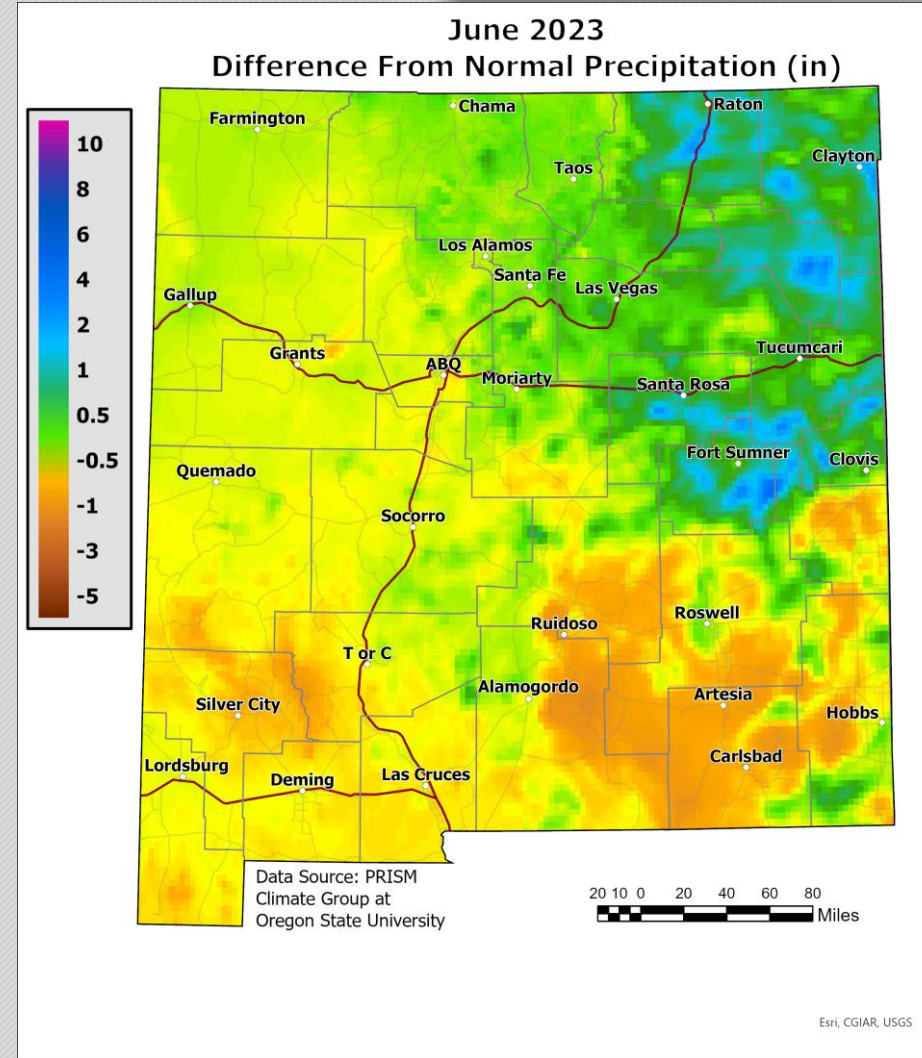 June 2023
Difference From Normal Precipitation (in)
10
8
6
4
2
1
0.5
-0.5
-1
-3
-5
Farmington
Chama
Raton
Taos
Clayton
Los Alamos
Santa Fe
Las Vegas
Gallup
Grants
ABQ
Moriarty
Tucumcari
Santa Rosa
Quemado
Fort Sumner
Clovis
Socorro
Ruidoso
Roswell
T or C
Alamogordo
Artesia
Silver City
Hobbs
Lordsburg
Deming
Las Cruces
Carlsbad
Data Source: PRISM
Climate Group at
Oregon State University
20 10 0 20 40 60 80
Miles
Esri, CGIAR, USGS